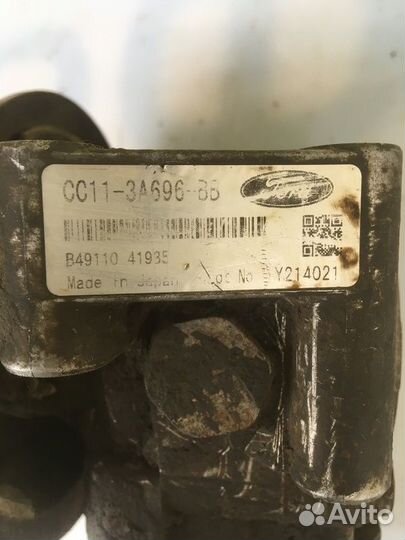 CC11-3A696-BB
B49110 41935
Made in Japan Lot No Y214021
Avito